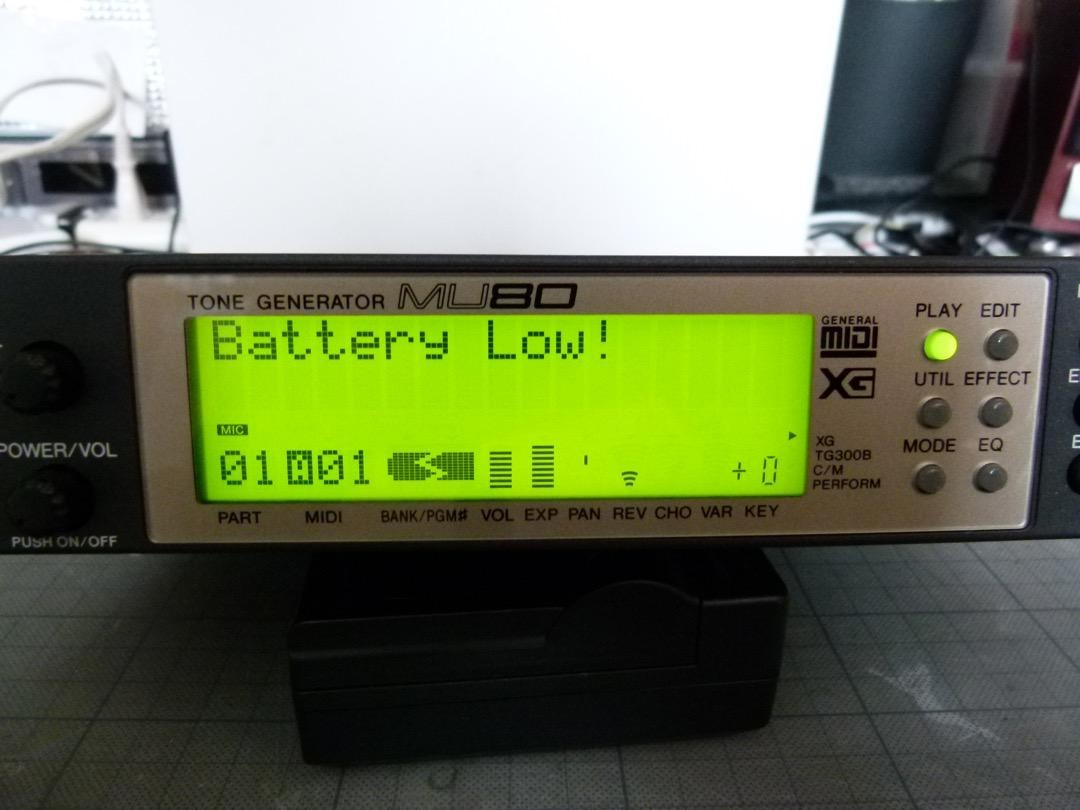 TONE GENERATOR MU80
Battery Low!
MIC
01 A01
+ 0
PART MIDI BANK/PGM# VOL EXP PAN REV CHO VAR KEY
GENERAL
MIDI
XG
XG
TG300B
C/M
PERFORM
PLAY EDIT
UTIL EFFECT
MODE EQ
POWER/VOL
PUSH ON/OFF